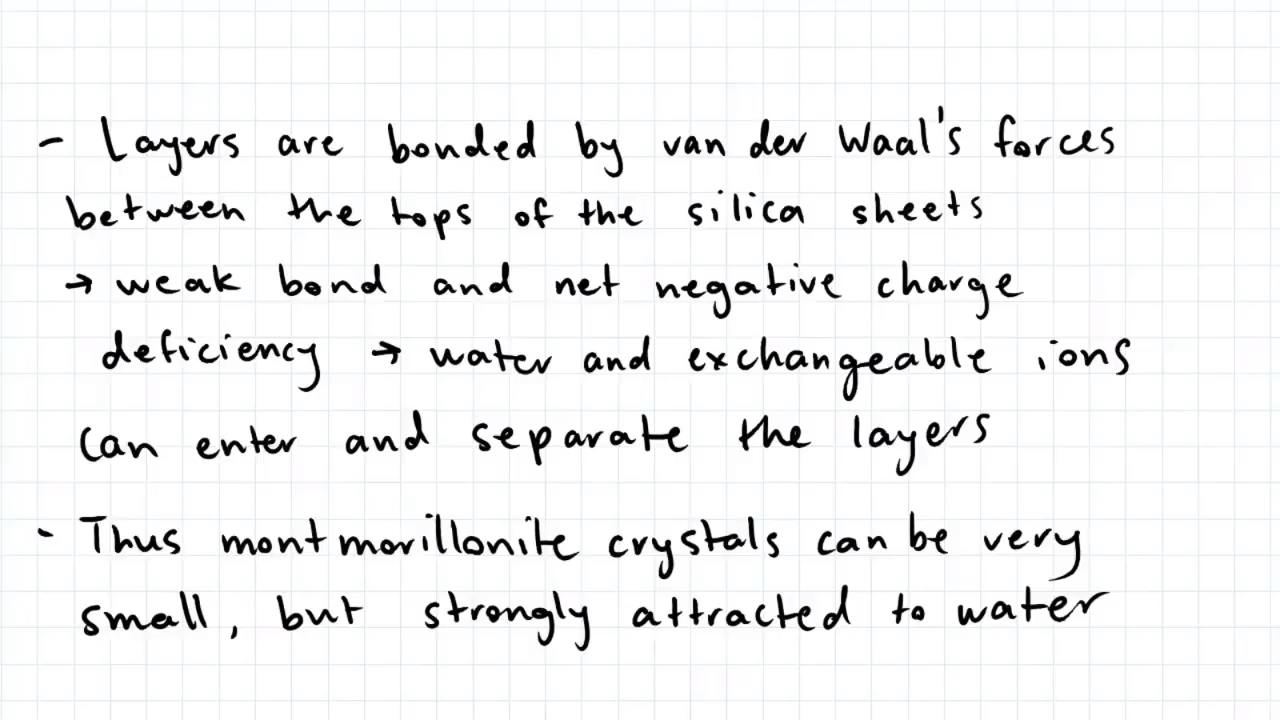 - Layers are bonded by van der Waal's forces
between the tops of the silica sheets
→ weak bond and net negative charge
deficiency → water and exchangeable ions
can enter and separate the layers
- Thus montmorillonite crystals can be very
small, but strongly attracted to water